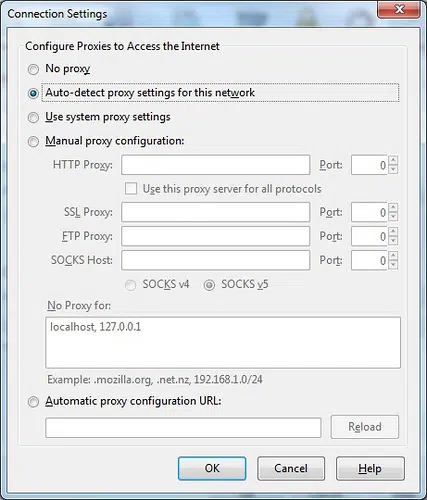 Connection Settings
Configure Proxies to Access the Internet
No proxy
Auto-detect proxy settings for this network
Use system proxy settings
Manual proxy configuration:
HTTP Proxy: Port: 0
Use this proxy server for all protocols
SSL Proxy: Port: 0
FTP Proxy: Port: 0
SOCKS Host: Port: 0
SOCKS v4 SOCKS v5
No Proxy for:
localhost, 127.0.0.1
Example: .mozilla.org, .net.nz, 192.168.1.0/24
Automatic proxy configuration URL:
Reload
OK Cancel Help